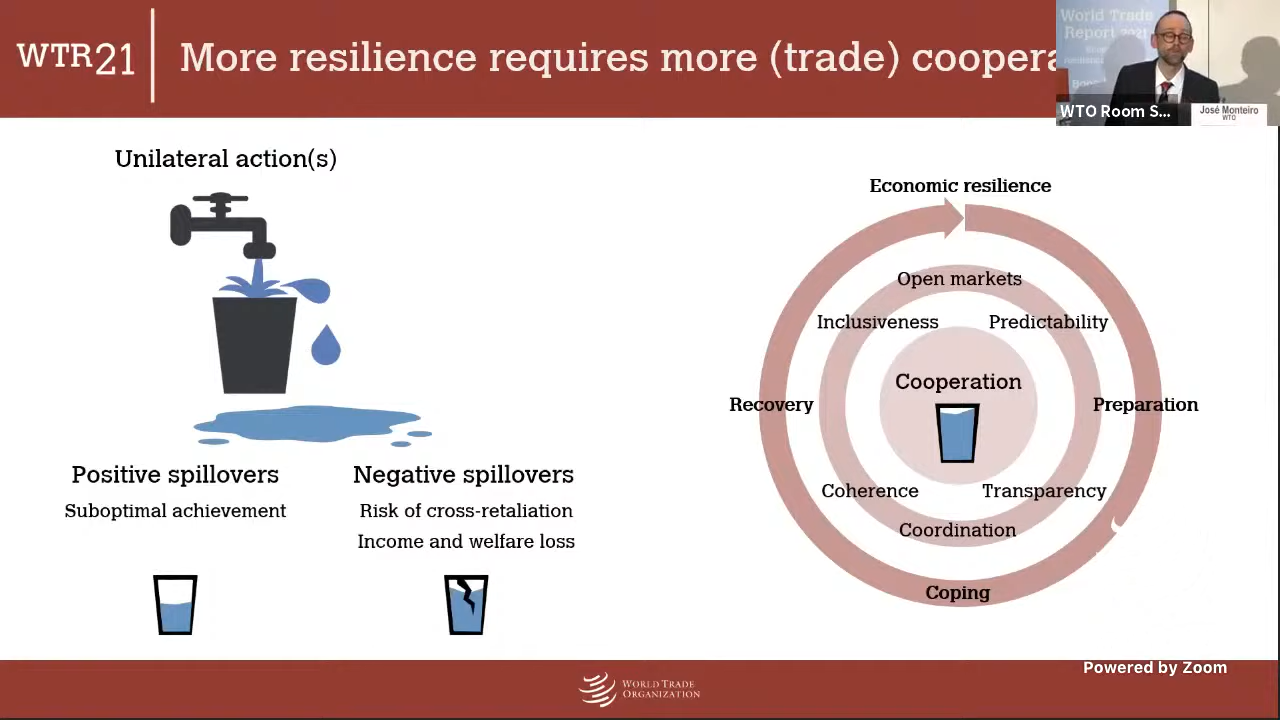 WTR21
More resilience requires more (trade) coopera
World Trade
Report 2021
WTO Room S...
José Monteiro
WTO
Unilateral action(s)
Positive spillovers
Suboptimal achievement
Negative spillovers
Risk of cross-retaliation
Income and welfare loss
Economic resilience
Open markets
Inclusiveness
Predictability
Cooperation
Recovery
Preparation
Coherence
Transparency
Coordination
Coping
WORLD TRADE
ORGANIZATION
Powered by Zoom